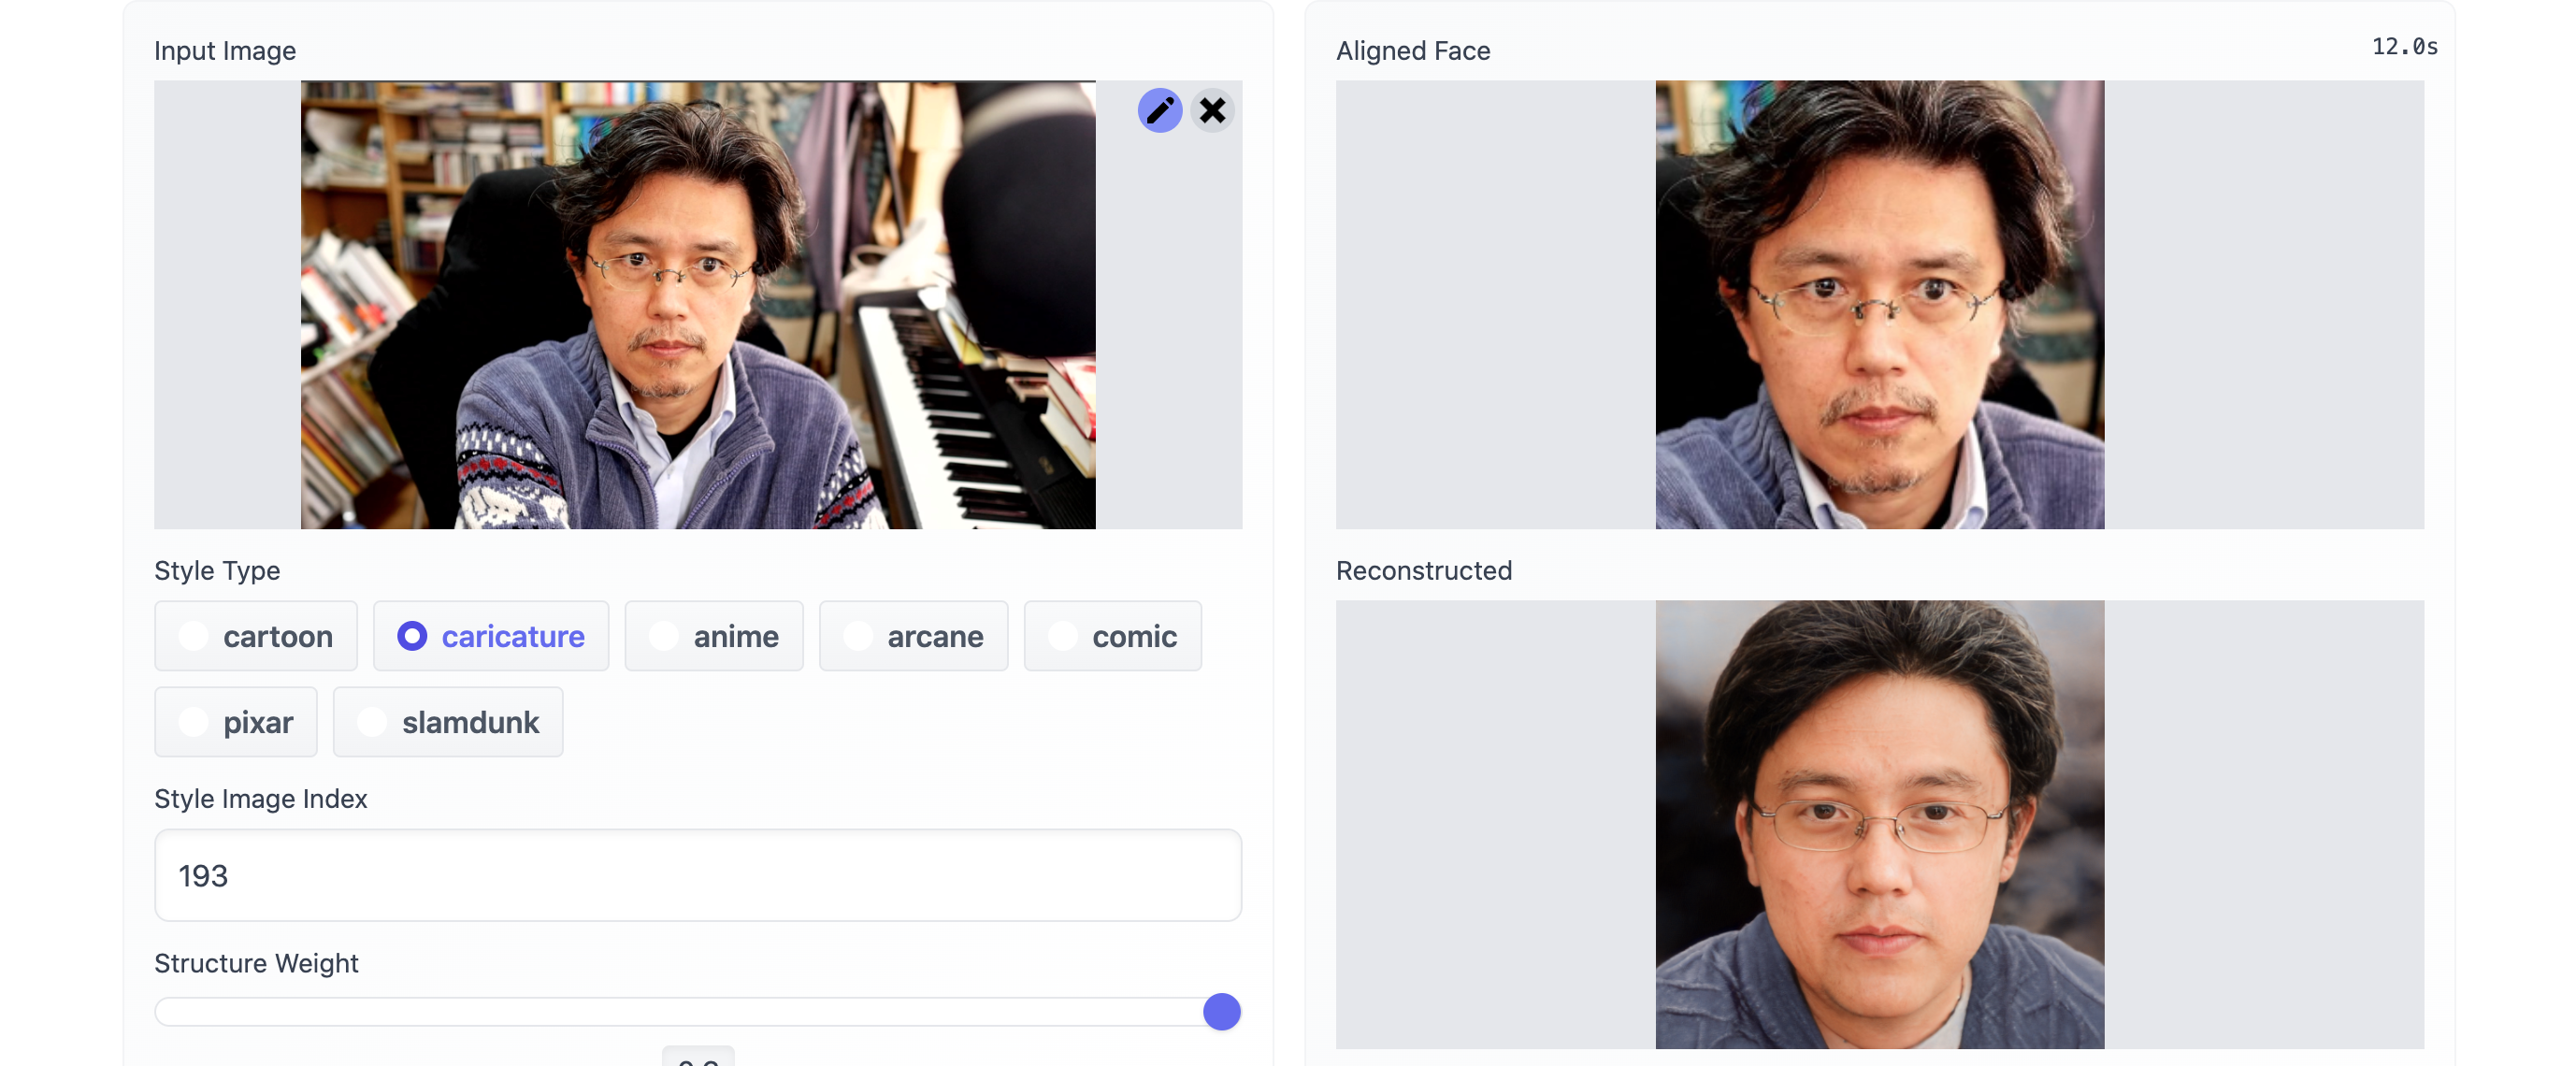 Input Image
Aligned Face
12.0s
Style Type
cartoon
caricature
anime
arcane
comic
pixar
slamdunk
Reconstructed
Style Image Index
193
Structure Weight